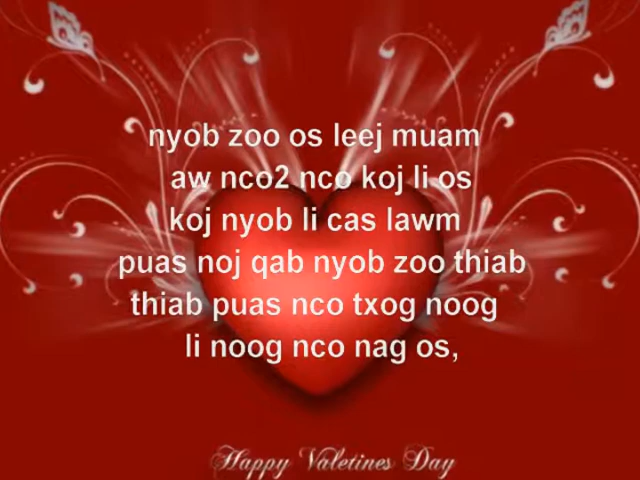 nyob zoo os leej muam
aw nco2 nco koj li os
koj nyob li cas lawm
puas noj qab nyob zoo thiab
thiab puas nco txog noog
li noog nco nag os,
Happy Valetines Day